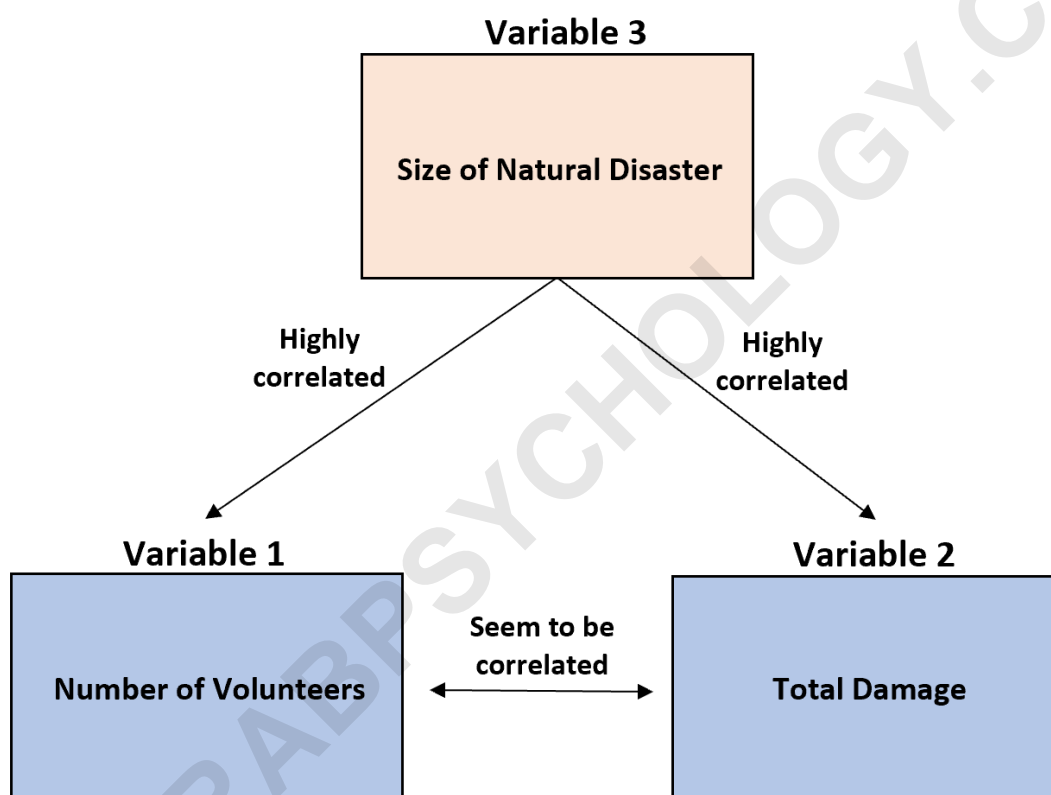 Variable 3
Size of Natural Disaster
Highly
correlated
Highly
correlated
Variable 1
Variable 2
Number of Volunteers
Seem to be
correlated
Total Damage
RABPSYCHOLOGY.C